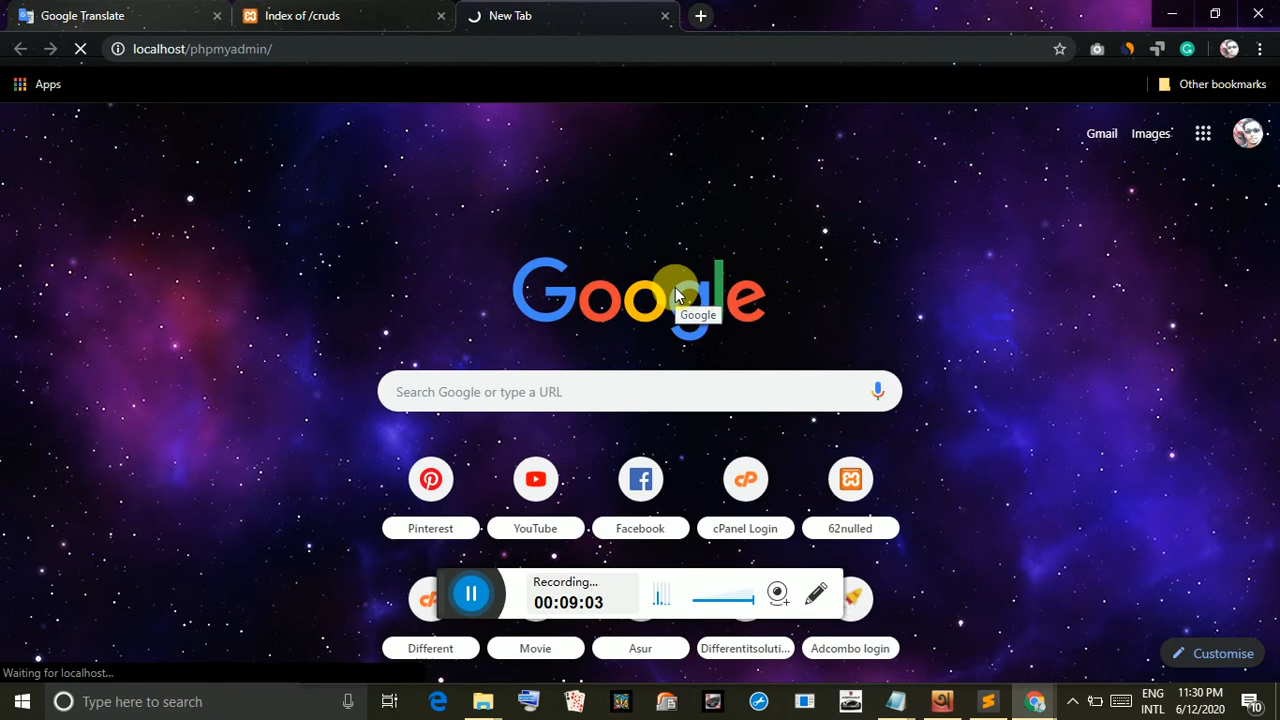 Google Translate
Index of /cruds
New Tab
localhost/phpmyadmin/
Apps
Other bookmarks
Gmail
Images
Google
Google
Search Google or type a URL
Pinterest
YouTube
Facebook
cPanel Login
62nulled
Recording...
00:09:03
Different
Movie
Asur
Differentitsoluti...
Adcombo login
Customise
Waiting for localhost...
Type here to search
ENG
INTL
11:30 PM
6/12/2020
10